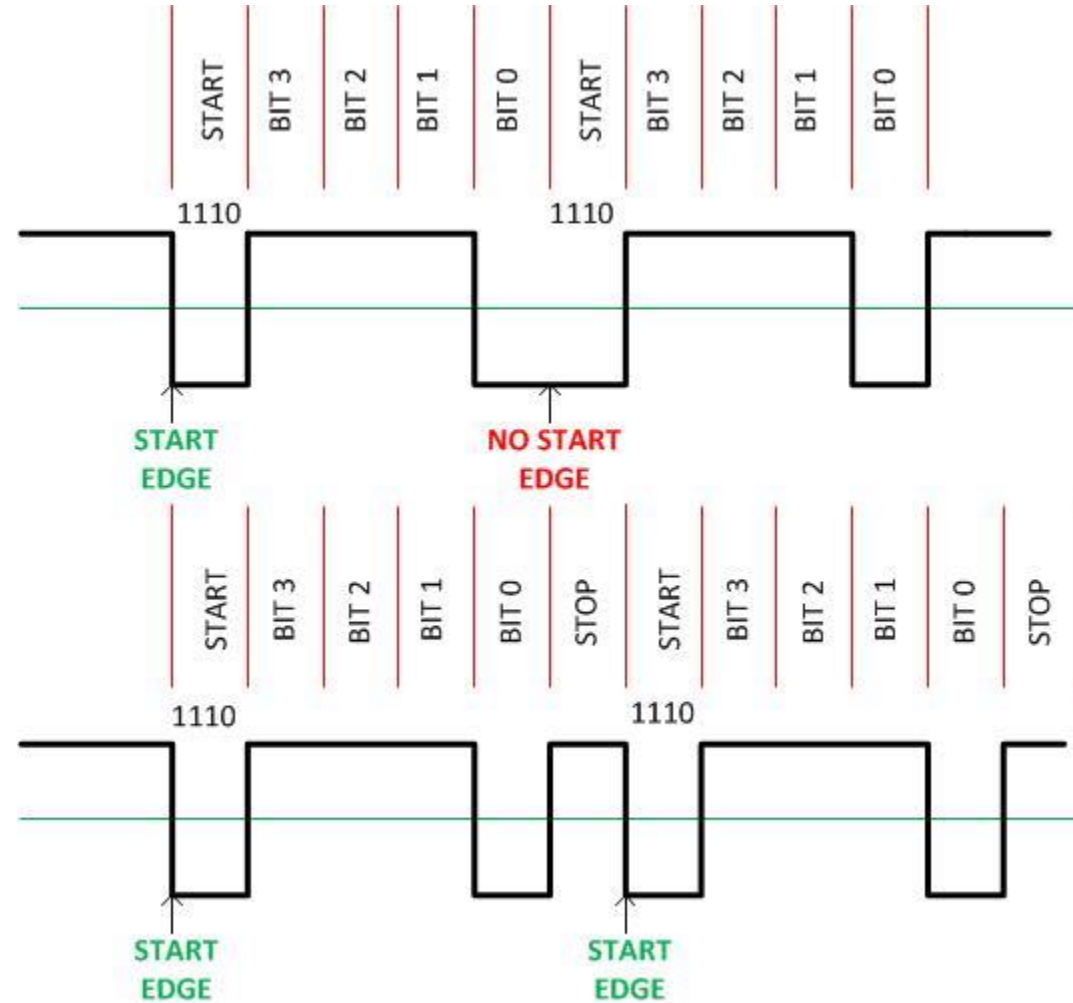 START
BIT 3
BIT 2
BIT 1
BIT 0
START
BIT 3
BIT 2
BIT 1
BIT 0
1110
1110
START
EDGE
NO START
EDGE
START
BIT 3
BIT 2
BIT 1
BIT 0
STOP
START
BIT 3
BIT 2
BIT 1
BIT 0
STOP
1110
1110
START
EDGE
START
EDGE